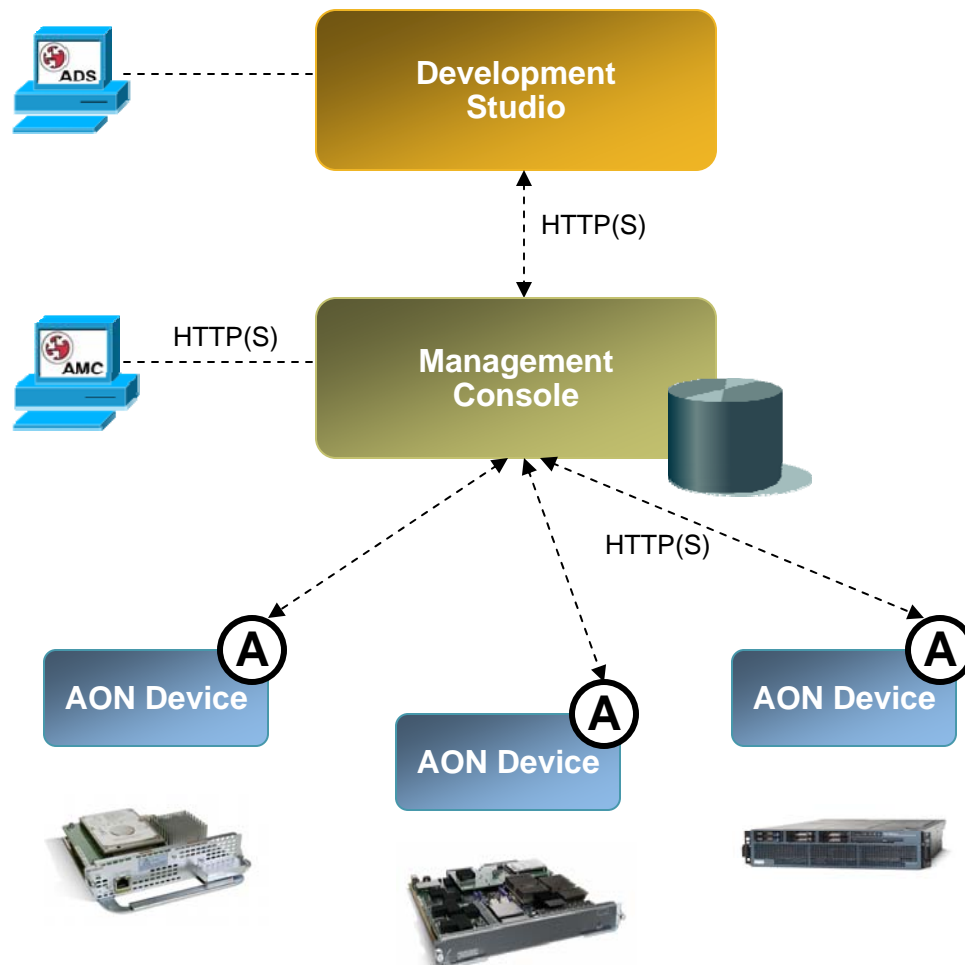 ADS
Development
Studio
HTTP(S)
HTTP(S)
AMC
Management
Console
HTTP(S)
A
AON Device
A
AON Device
A
AON Device